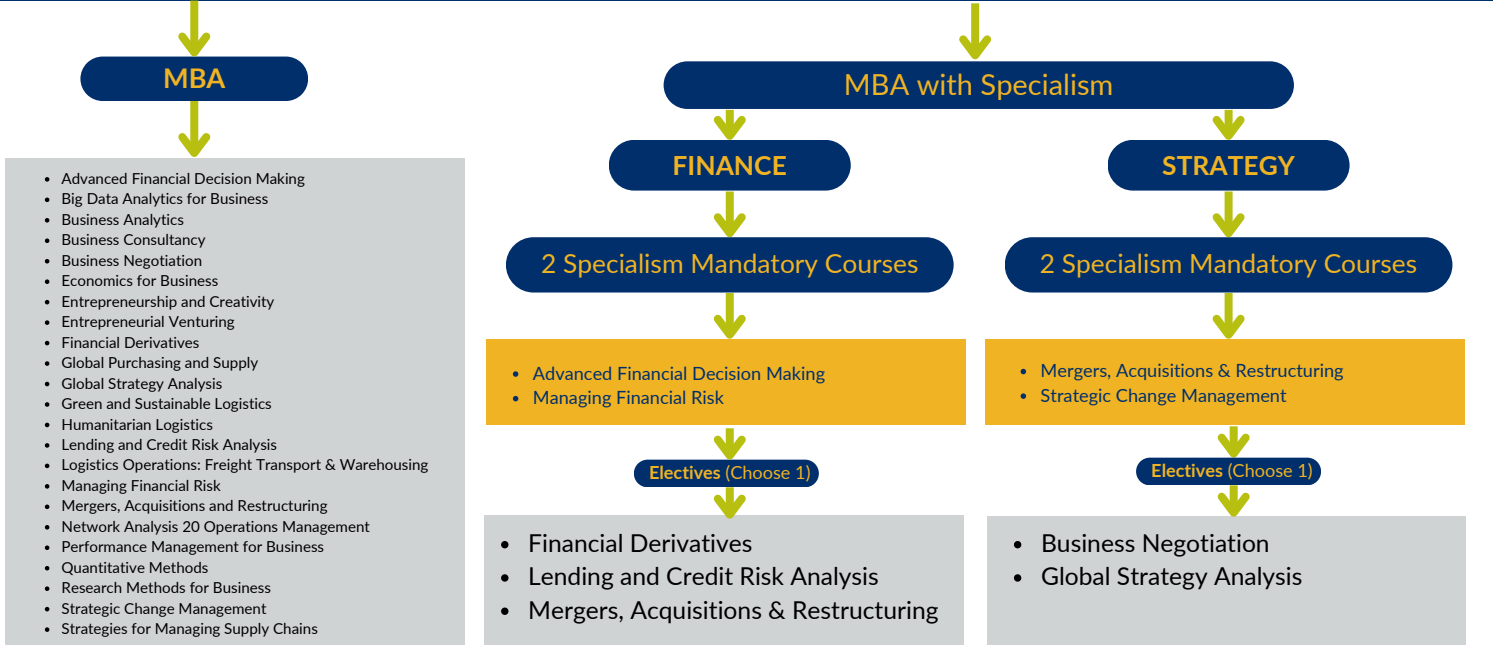 MBA
• Advanced Financial Decision Making
• Big Data Analytics for Business
• Business Analytics
• Business Consultancy
• Business Negotiation
• Economics for Business
• Entrepreneurship and Creativity
• Entrepreneurial Venturing
• Financial Derivatives
• Global Purchasing and Supply
• Global Strategy Analysis
• Green and Sustainable Logistics
• Humanitarian Logistics
• Lending and Credit Risk Analysis
• Logistics Operations: Freight Transport & Warehousing
• Managing Financial Risk
• Mergers, Acquisitions and Restructuring
• Network Analysis 20 Operations Management
• Performance Management for Business
• Quantitative Methods
• Research Methods for Business
• Strategic Change Management
• Strategies for Managing Supply Chains
MBA with Specialism
FINANCE
2 Specialism Mandatory Courses
• Advanced Financial Decision Making
• Managing Financial Risk
Electives (Choose 1)
• Financial Derivatives
• Lending and Credit Risk Analysis
• Mergers, Acquisitions & Restructuring
STRATEGY
2 Specialism Mandatory Courses
• Mergers, Acquisitions & Restructuring
• Strategic Change Management
Electives (Choose 1)
• Business Negotiation
• Global Strategy Analysis